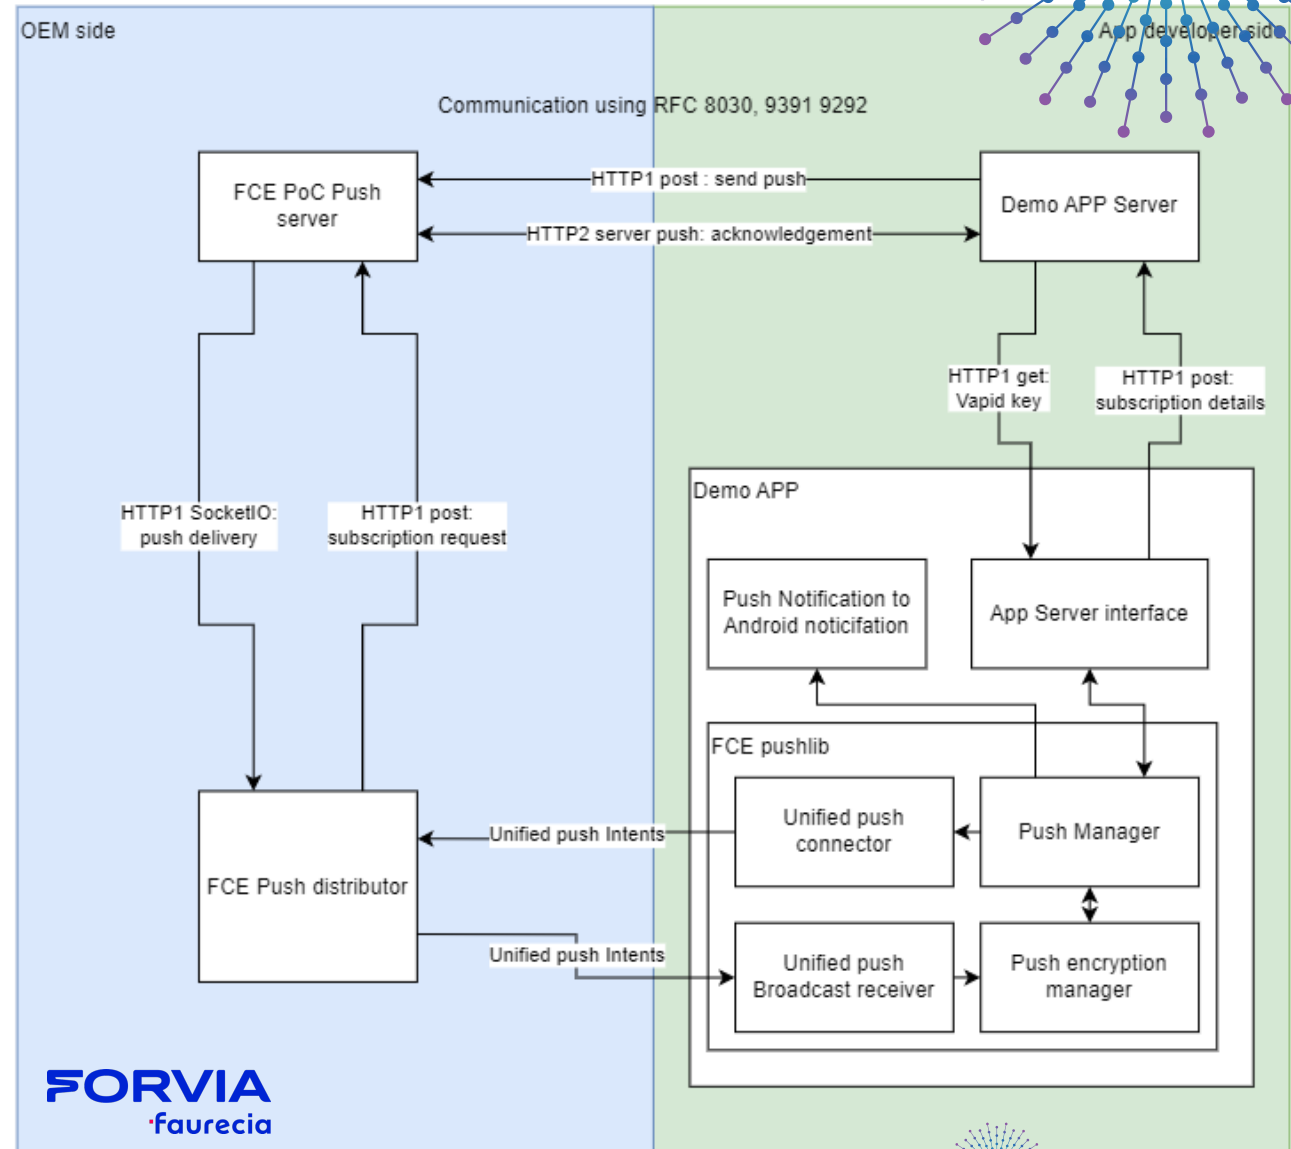 OEM side
App developer side
Communication using RFC 8030, 9391 9292
FCE PoC Push
server
HTTP1 post : send push
HTTP2 server push: acknowledgement
Demo APP Server
HTTP1 get:
Vapid key
HTTP1 post:
subscription details
HTTP1 SocketIO:
push delivery
HTTP1 post:
subscription request
Demo APP
Push Notification to
Android noticifation
App Server interface
FCE pushlib
Unified push
connector
Push Manager
Unified push Intents
FCE Push distributor
Unified push Intents
Unified push
Broadcast receiver
Push encryption
manager
FORVIA
faurecia